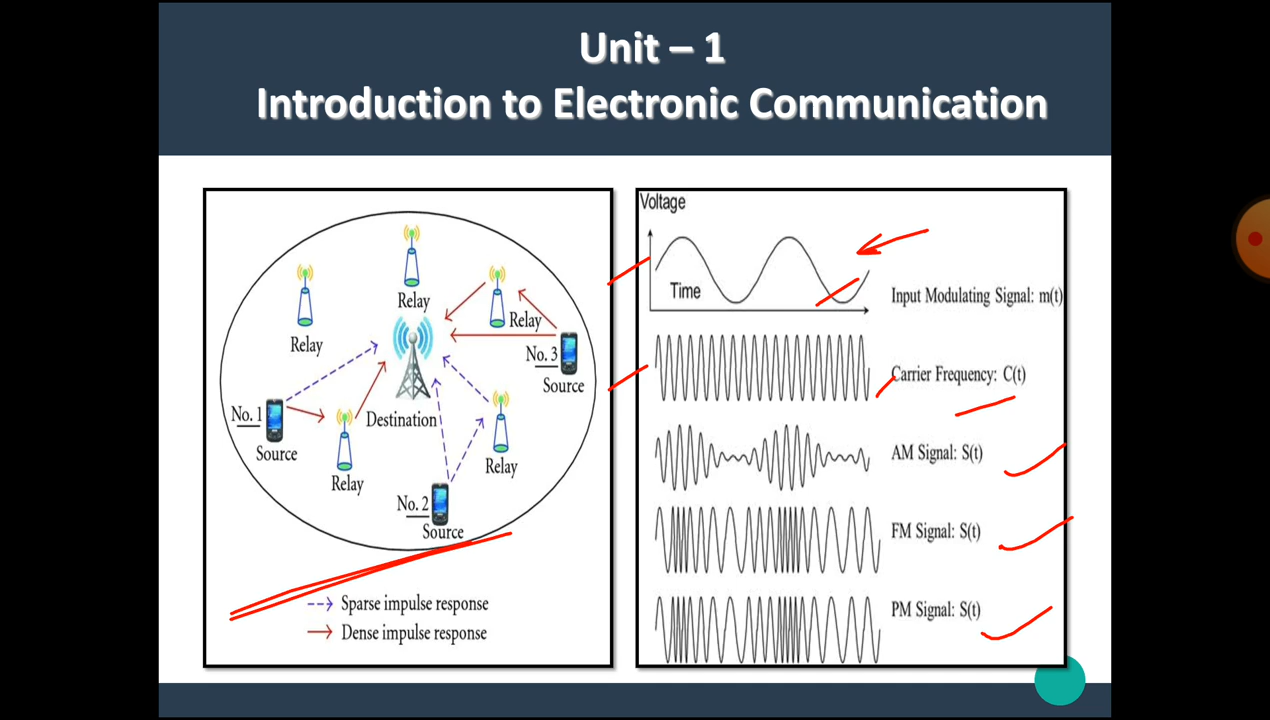 Unit – 1
Introduction to Electronic Communication
Relay
Relay
Relay
No. 3
Source
Destination
No. 1
Source
Relay
Relay
No. 2
Source
Sparse impulse response
Dense impulse response
Voltage
Time
Input Modulating Signal: m(t)
Carrier Frequency: C(t)
AM Signal: S(t)
FM Signal: S(t)
PM Signal: S(t)